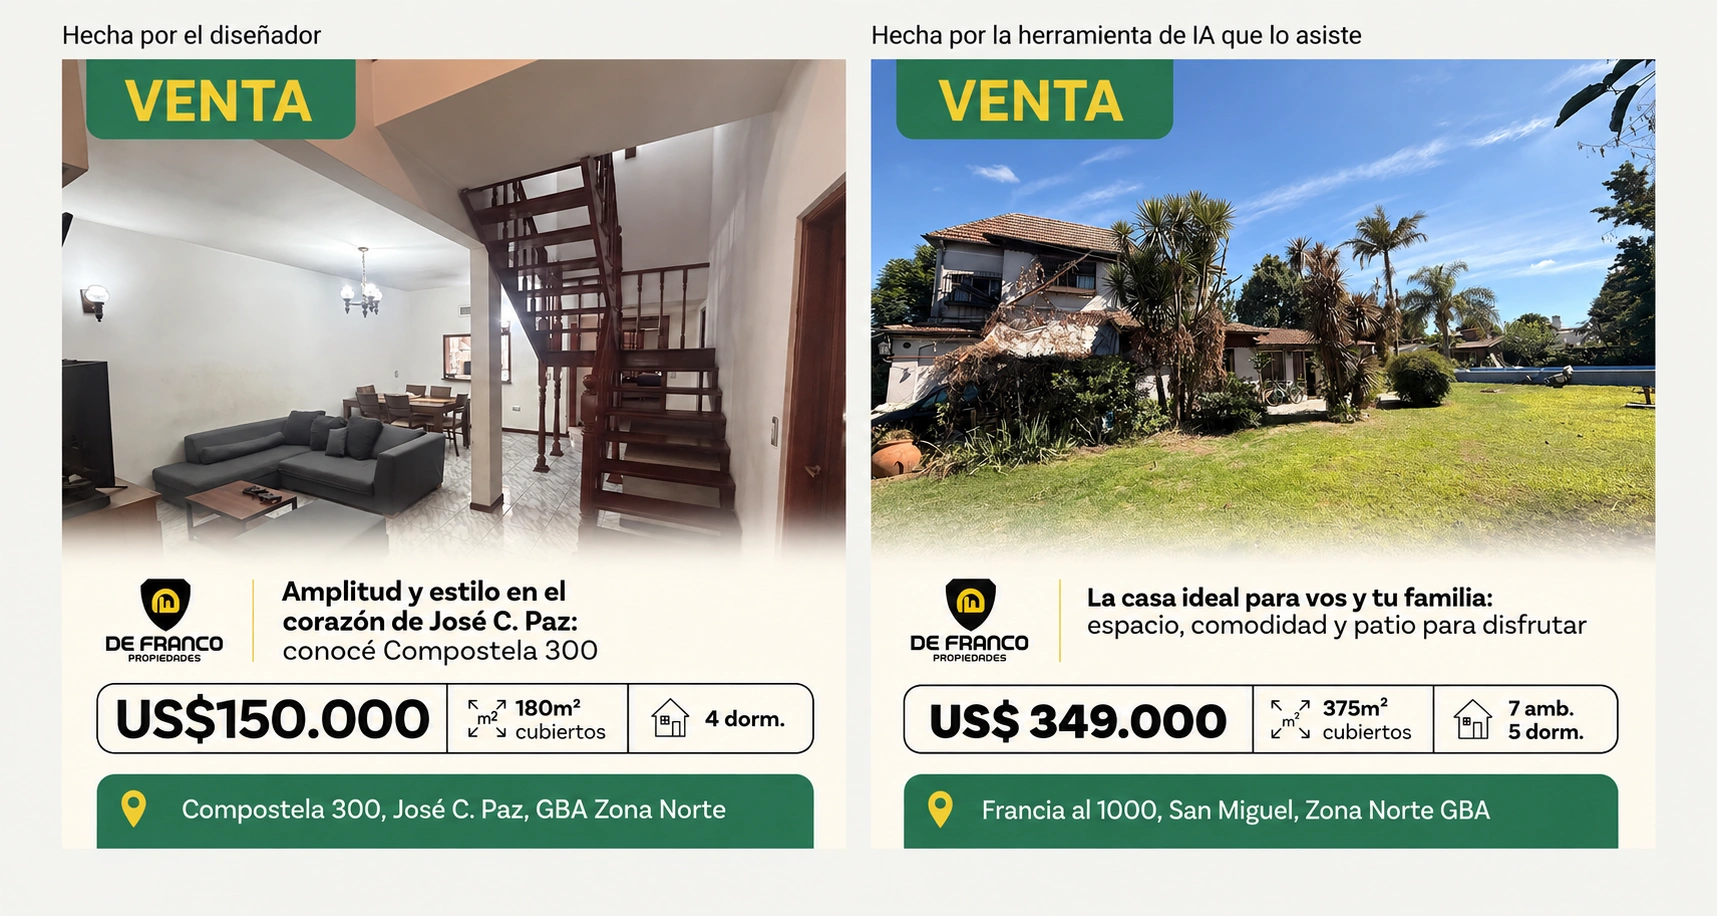 Hecha por el diseñador
VENTA
DE FRANCO
PROPIEDADES
Amplitud y estilo en el
corazón de José C. Paz:
conocé Compostela 300
US$150.000
m²
180m²
cubiertos
4 dorm.
Compostela 300, José C. Paz, GBA Zona Norte
Hecha por la herramienta de IA que lo asiste
VENTA
DE FRANCO
PROPIEDADES
La casa ideal para vos y tu familia:
espacio, comodidad y patio para disfrutar
US$ 349.000
m²
375m²
cubiertos
7 amb.
5 dorm.
Francia al 1000, San Miguel, Zona Norte GBA